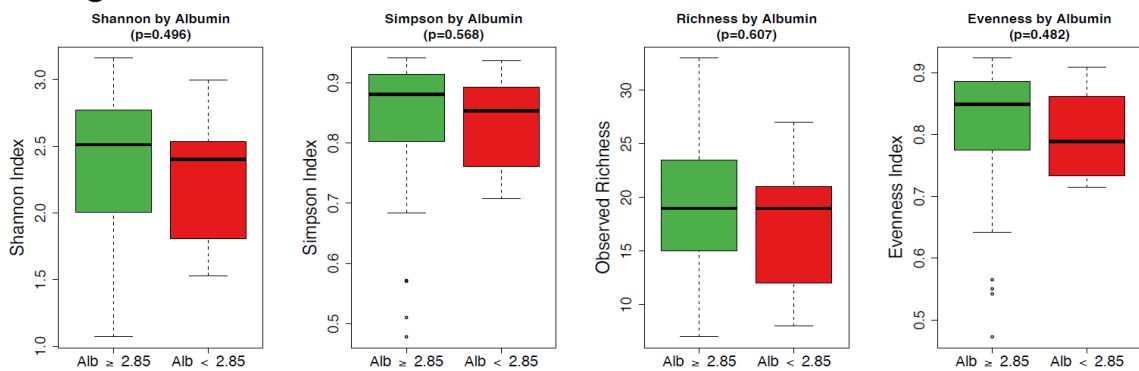 Shannon by Albumin
(p=0.496)
Shannon Index
3.0
2.5
2.0
1.5
1.0
Alb ≥ 2.85
Alb < 2.85
Simpson by Albumin
(p=0.568)
Simpson Index
0.9
0.8
0.7
0.6
0.5
Alb ≥ 2.85
Alb < 2.85
Richness by Albumin
(p=0.607)
Observed Richness
30
25
20
15
10
Alb ≥ 2.85
Alb < 2.85
Evenness by Albumin
(p=0.482)
Evenness Index
0.9
0.8
0.7
0.6
0.5
Alb ≥ 2.85
Alb < 2.85